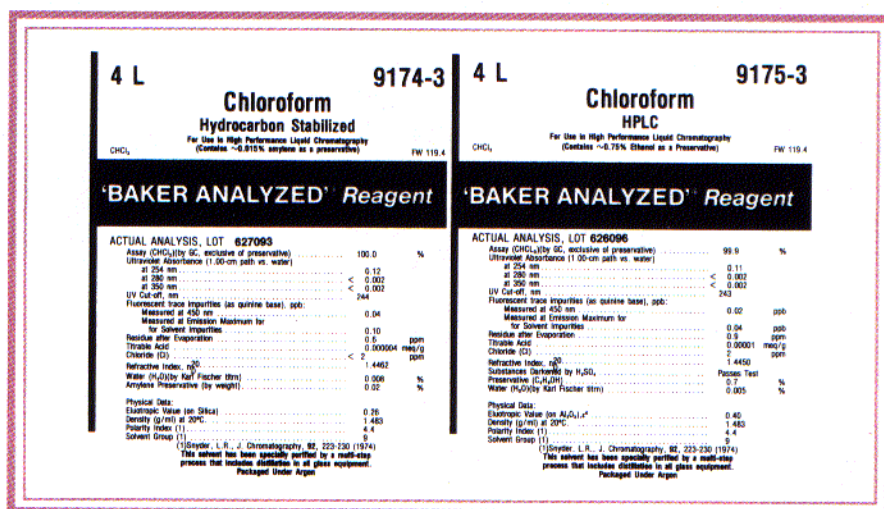 4 L 9174-3
Chloroform
Hydrocarbon Stabilized
For Use in High Performance Liquid Chromatography
(Contains ~0.015% amylene as a preservative)
CHCl₃ FW 119.4
'BAKER ANALYZED' Reagent
ACTUAL ANALYSIS, LOT 627093
Assay (CHCl₃)(by GC, exclusive of preservative) 100.0 %
Ultraviolet Absorbance (1.00-cm path vs. water)
at 254 nm 0.12
at 280 nm < 0.002
at 350 nm < 0.002
UV Cut-off, nm 244
Fluorescent trace impurities (as quinine base), ppb:
Measured at 450 nm 0.04
Measured at Emission Maximum for
for Solvent Impurities 0.10
Residue after Evaporation 0.6 ppm
Titrable Acid 0.000004 meq/g
Chloride (Cl) < 2 ppm
Refractive Index, 1.4462
Water (H₂O)(by Karl Fischer titrn) 0.006 %
Amylene Preservative (by weight) 0.02 %
Physical Data:
Eluotropic Value (on Silica) 0.26
Density (g/ml) at 20°C 1.483
Polarity Index (1) 4.4
Solvent Group (1) 9
(1)Snyder, L.R., J. Chromatography, 92, 223-230 (1974)
This solvent has been specially purified by a multi-step
process that includes distillation in all glass equipment.
Packaged Under Argon
4 L 9175-3
Chloroform
HPLC
For Use in High Performance Liquid Chromatography
(Contains ~0.75% Ethanol as a Preservative)
CHCl₃ FW 119.4
'BAKER ANALYZED' Reagent
ACTUAL ANALYSIS, LOT 626096
Assay (CHCl₃)(by GC, exclusive of preservative) 99.9 %
Ultraviolet Absorbance (1.00-cm path vs. water)
at 254 nm 0.11
at 280 nm < 0.002
at 350 nm < 0.002
UV Cut-off, nm 243
Fluorescent trace impurities (as quinine base), ppb:
Measured at 450 nm 0.02 ppb
Measured at Emission Maximum for
for Solvent Impurities 0.04 ppb
Residue after Evaporation 0.9 ppm
Titrable Acid 0.00001 meq/g
Chloride (Cl) 2 ppm
Refractive Index, 1.4450
Substances Darkened by H₂SO₄ Passes Test
Preservative (C₂H₅OH) 0.7 %
Water (H₂O)(by Karl Fischer titrn) 0.005 %
Physical Data:
Eluotropic Value (on Al₂O₃) 0.40
Density (g/ml) at 20°C 1.483
Polarity Index (1) 4.4
Solvent Group (1) 9
(1)Snyder, L.R., J. Chromatography, 92, 223-230 (1974)
This solvent has been specially purified by a multi-step
process that includes distillation in all glass equipment.
Packaged Under Argon